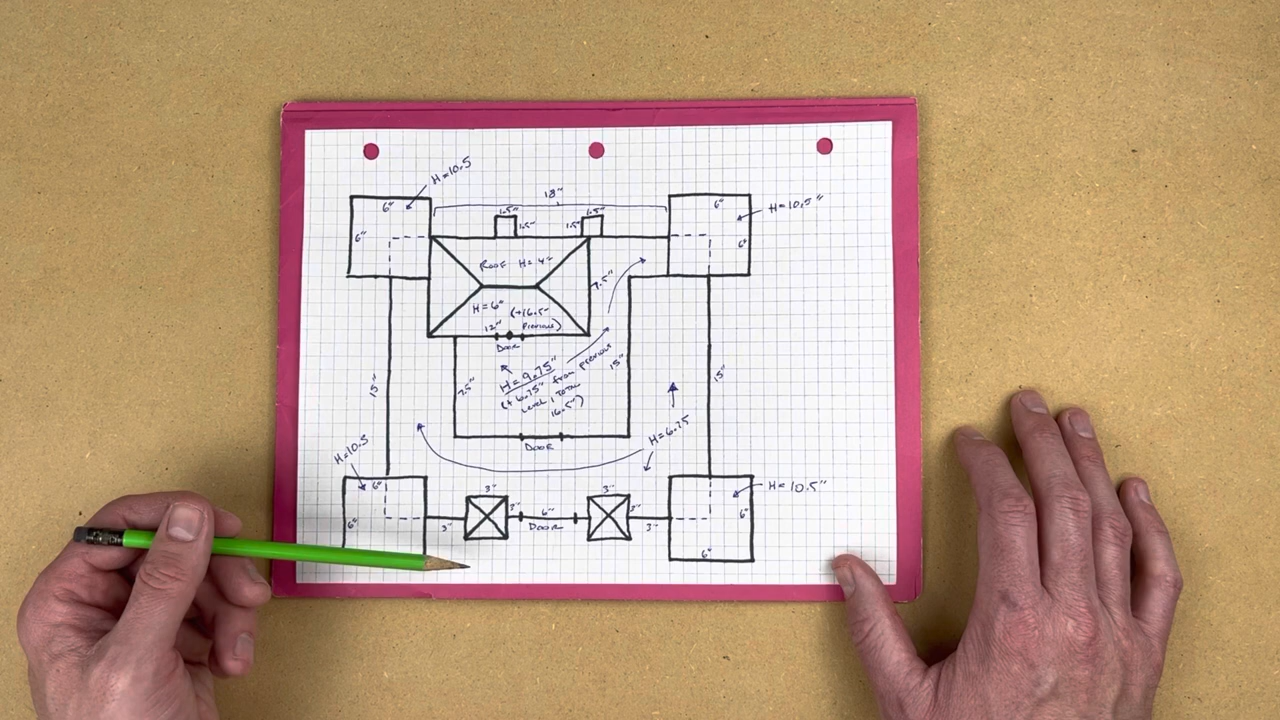 H=10.5
18"
6"
6"
1.5"
1.5"
1.5"
1.5"
6"
6"
H=10.5"
ROOF H=4"
7.5"
H=6"
(+16.5"
PREVIOUS)
12"
DOOR
H=9.75"
(+6.75" FROM PREVIOUS
LEVEL, TOTAL
16.5")
7.5"
15"
15"
15"
DOOR
H=6.75
H=10.5
6"
6"
3"
3"
3"
3"
6"
DOOR
3"
3"
H=10.5"
6"
6"